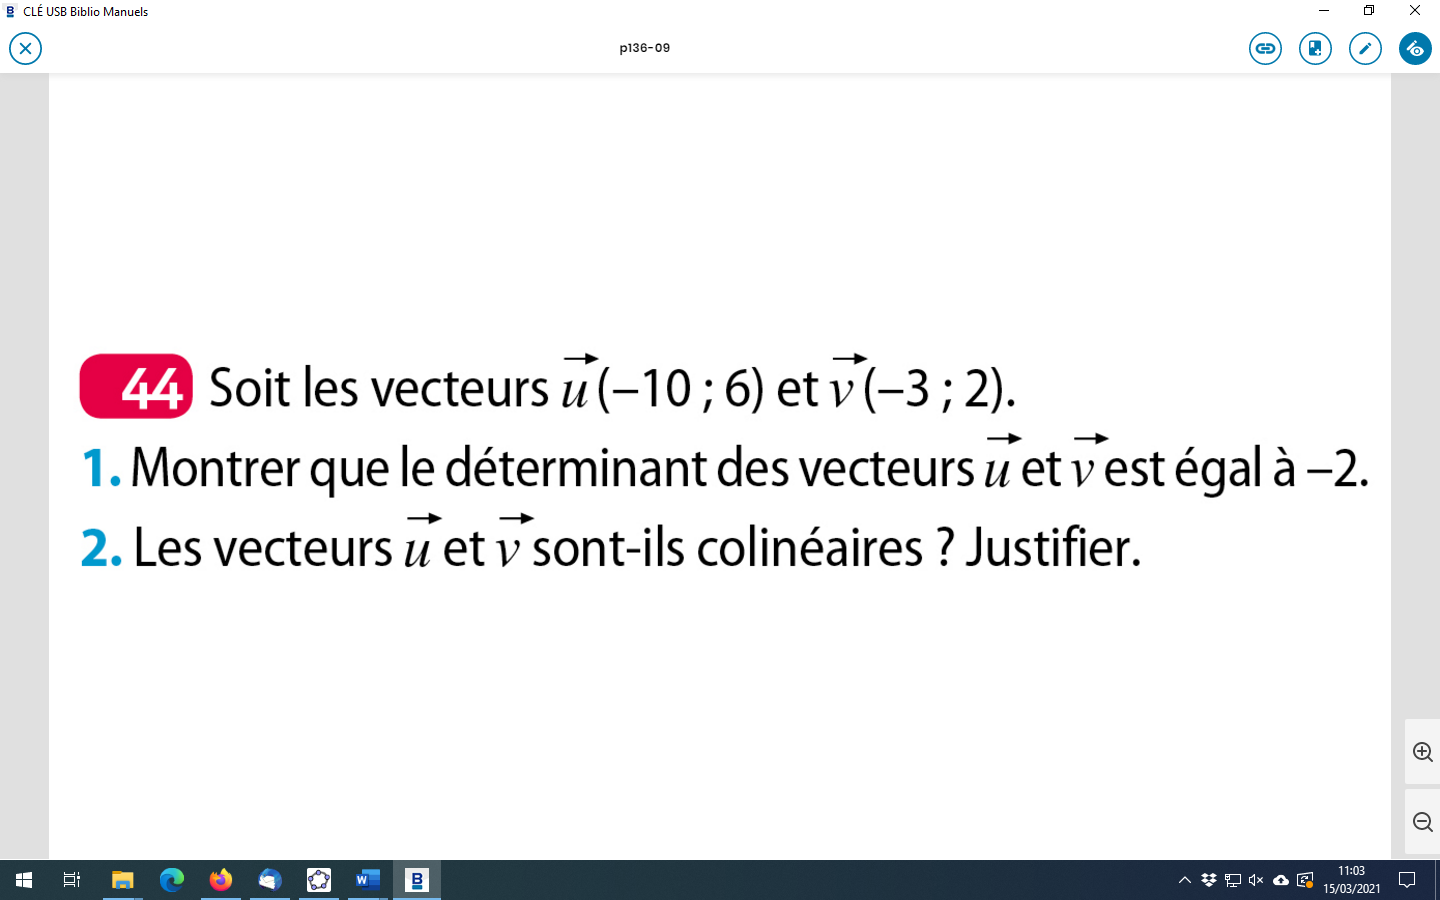 CLÉ USB Biblio Manuels
p136-09
44 Soit les vecteurs u(–10 ; 6) et v(–3 ; 2).
1. Montrer que le déterminant des vecteurs u et v est égal à –2.
2. Les vecteurs u et v sont-ils colinéaires ? Justifier.
11:03
15/03/2021